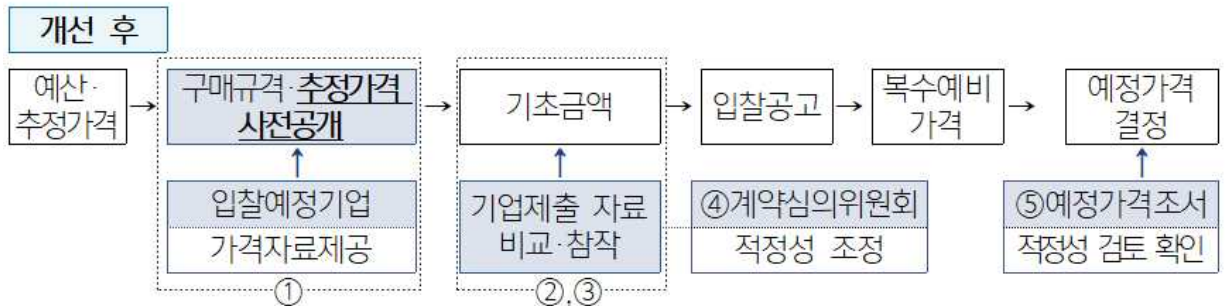 개선 후
예산·
추정가격
구매규격·추정가격
사전공개
기초금액
입찰공고
복수예비
가격
예정가격
결정
입찰예정기업
가격자료제공
기업제출 자료
비교·참작
④계약심의위원회
적정성 조정
⑤예정가격조서
적정성 검토 확인
①
②,③